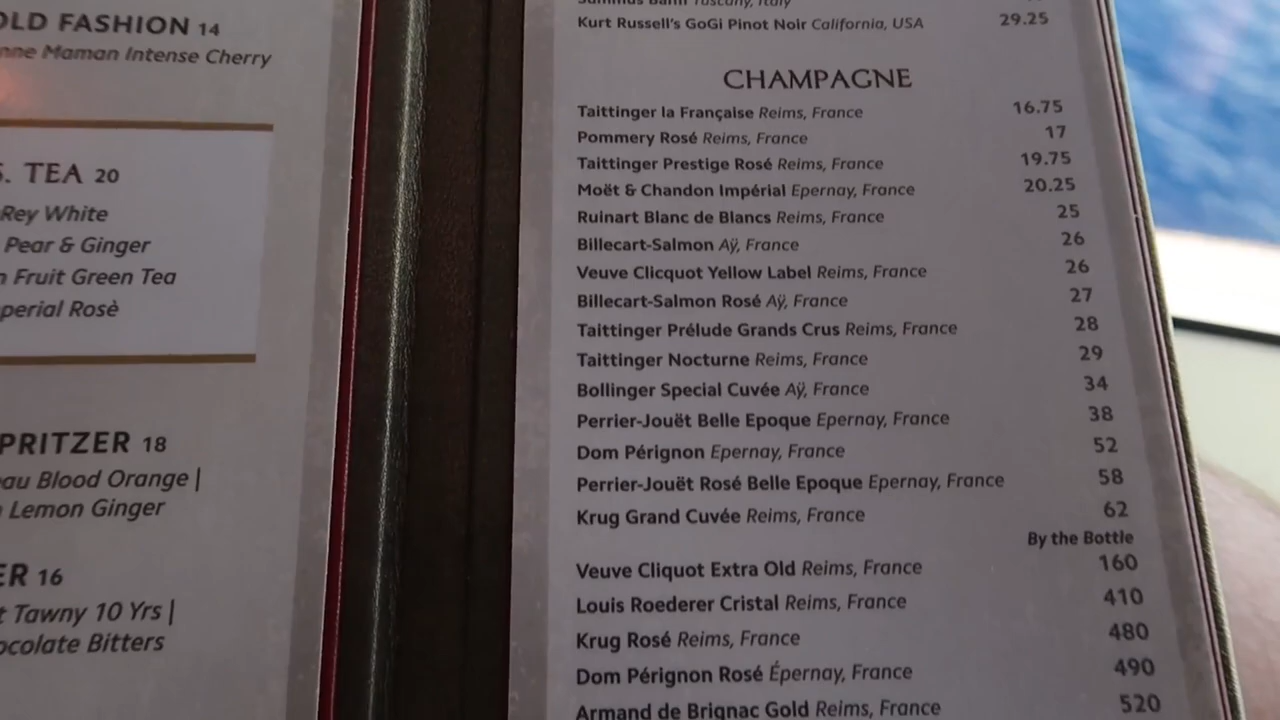 OLD FASHION 14
nne Maman Intense Cherry
S. TEA 20
Rey White
Pear & Ginger
n Fruit Green Tea
perial Rosè
PRITZER 18
au Blood Orange |
Lemon Ginger
ER 16
t Tawny 10 Yrs |
ocolate Bitters
Tuscany, Italy
Kurt Russell's GoGi Pinot Noir California, USA 29.25
CHAMPAGNE
Taittinger la Française Reims, France 16.75
Pommery Rosé Reims, France 17
Taittinger Prestige Rosé Reims, France 19.75
Moët & Chandon Impérial Epernay, France 20.25
Ruinart Blanc de Blancs Reims, France 25
Billecart-Salmon Aÿ, France 26
Veuve Clicquot Yellow Label Reims, France 26
Billecart-Salmon Rosé Aÿ, France 27
Taittinger Prélude Grands Crus Reims, France 28
Taittinger Nocturne Reims, France 29
Bollinger Special Cuvée Aÿ, France 34
Perrier-Jouët Belle Epoque Epernay, France 38
Dom Pérignon Epernay, France 52
Perrier-Jouët Rosé Belle Epoque Epernay, France 58
Krug Grand Cuvée Reims, France 62
By the Bottle
Veuve Cliquot Extra Old Reims, France 160
Louis Roederer Cristal Reims, France 410
Krug Rosé Reims, France 480
Dom Pérignon Rosé Épernay, France 490
Armand de Brignac Gold Reims, France 520